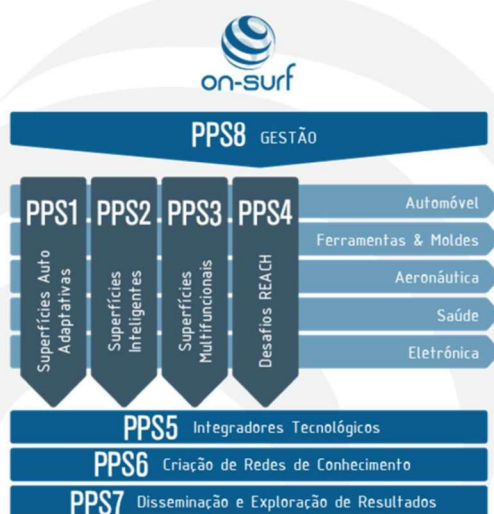 on-surf
PPS8 GESTÃO
PPS1
Superfícies Auto
Adaptativas
PPS2
Superfícies
Inteligentes
PPS3
Superfícies
Multifuncionais
PPS4
Desafios REACH
Automóvel
Ferramentas & Moldes
Aeronáutica
Saúde
Eletrónica
PPS5 Integradores Tecnológicos
PPS6 Criação de Redes de Conhecimento
PPS7 Disseminação e Exploração de Resultados